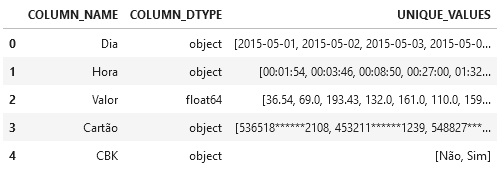 COLUMN_NAME COLUMN_DTYPE UNIQUE_VALUES
0 Dia object [2015-05-01, 2015-05-02, 2015-05-03, 2015-05-0...
1 Hora object [00:01:54, 00:03:46, 00:08:50, 00:27:00, 01:32...
2 Valor float64 [36.54, 69.0, 193.43, 132.0, 161.0, 110.0, 159...
3 Cartão object [536518******2108, 453211******1239, 548827***...
4 CBK object [Não, Sim]